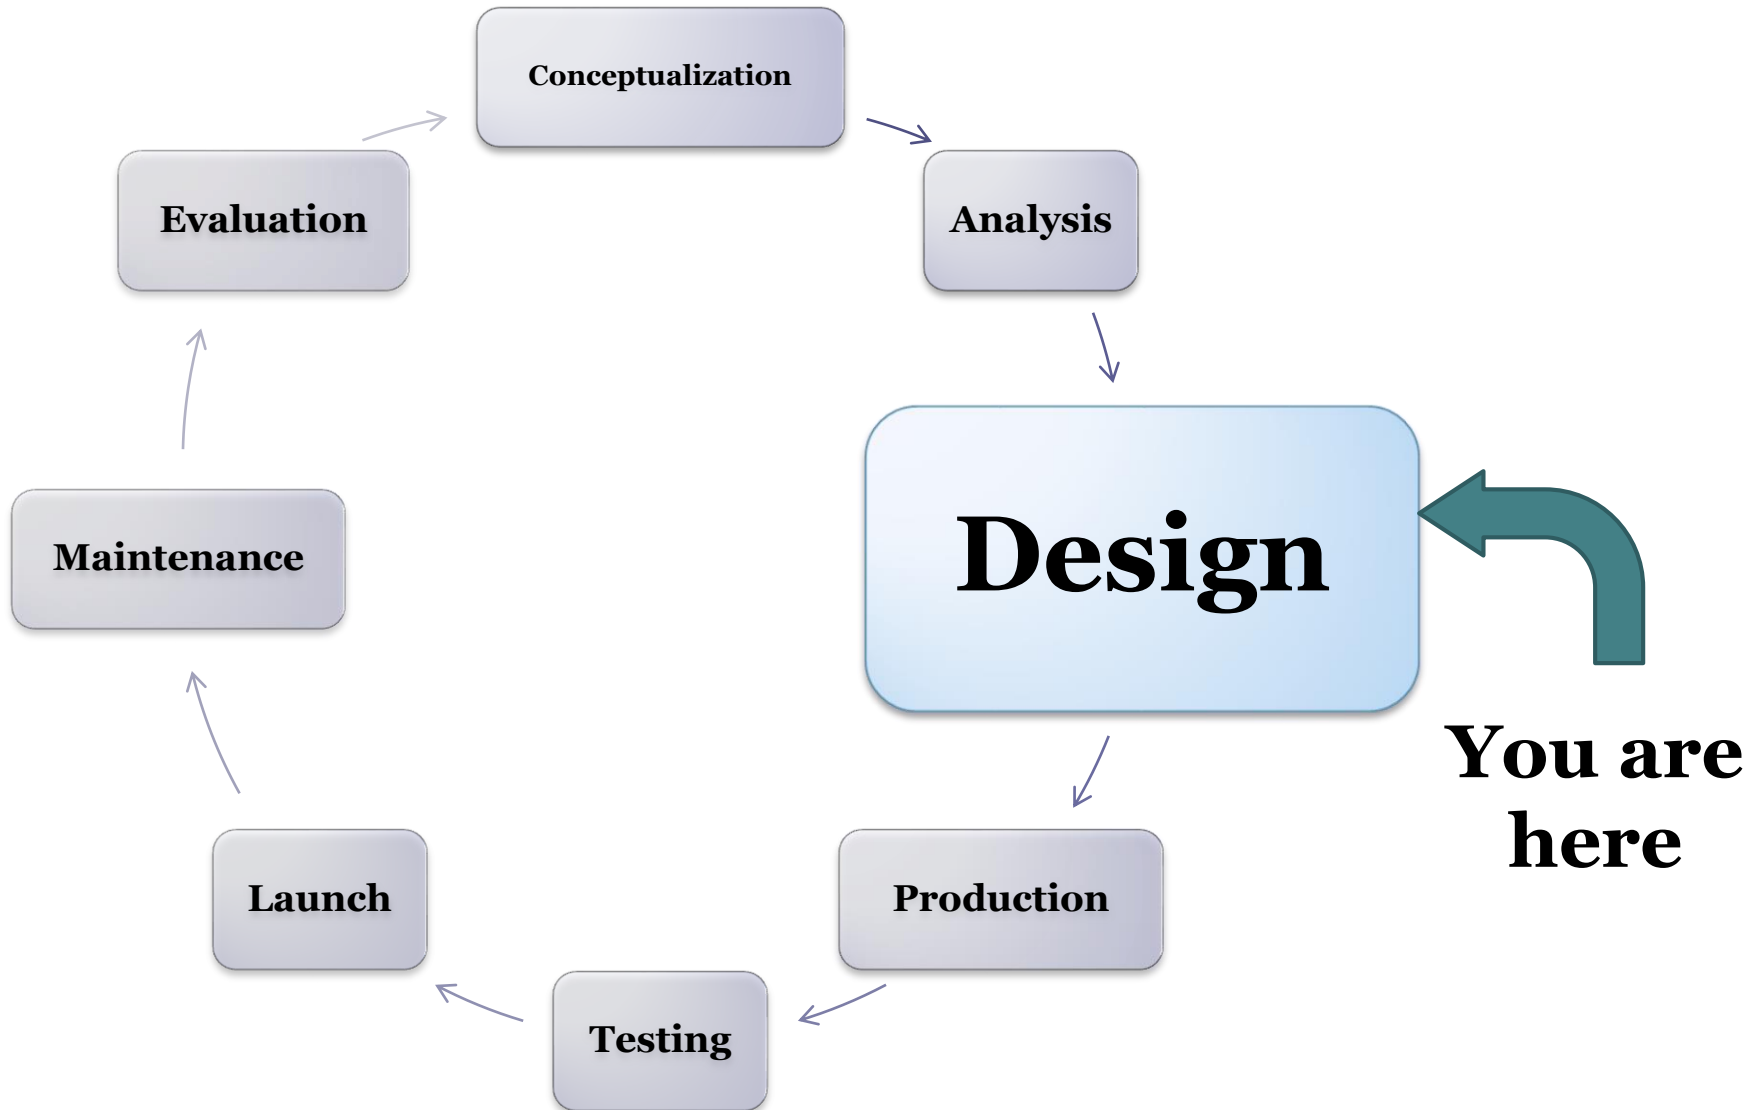 Conceptualization
Analysis
Design
You are
here
Production
Testing
Launch
Maintenance
Evaluation